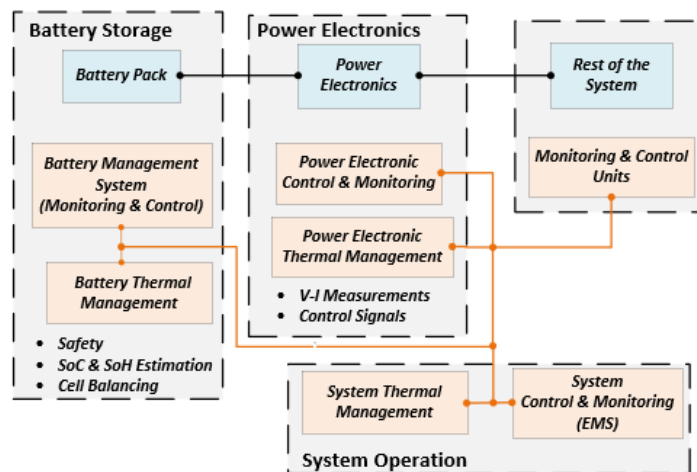 Battery Storage
Battery Pack
Battery Management
System
(Monitoring & Control)
Battery Thermal
Management
• Safety
• SoC & SoH Estimation
• Cell Balancing
Power Electronics
Power
Electronics
Power Electronic
Control & Monitoring
Power Electronic
Thermal Management
• V-I Measurements
• Control Signals
Rest of the
System
Monitoring & Control
Units
System Thermal
Management
System
Control & Monitoring
(EMS)
System Operation